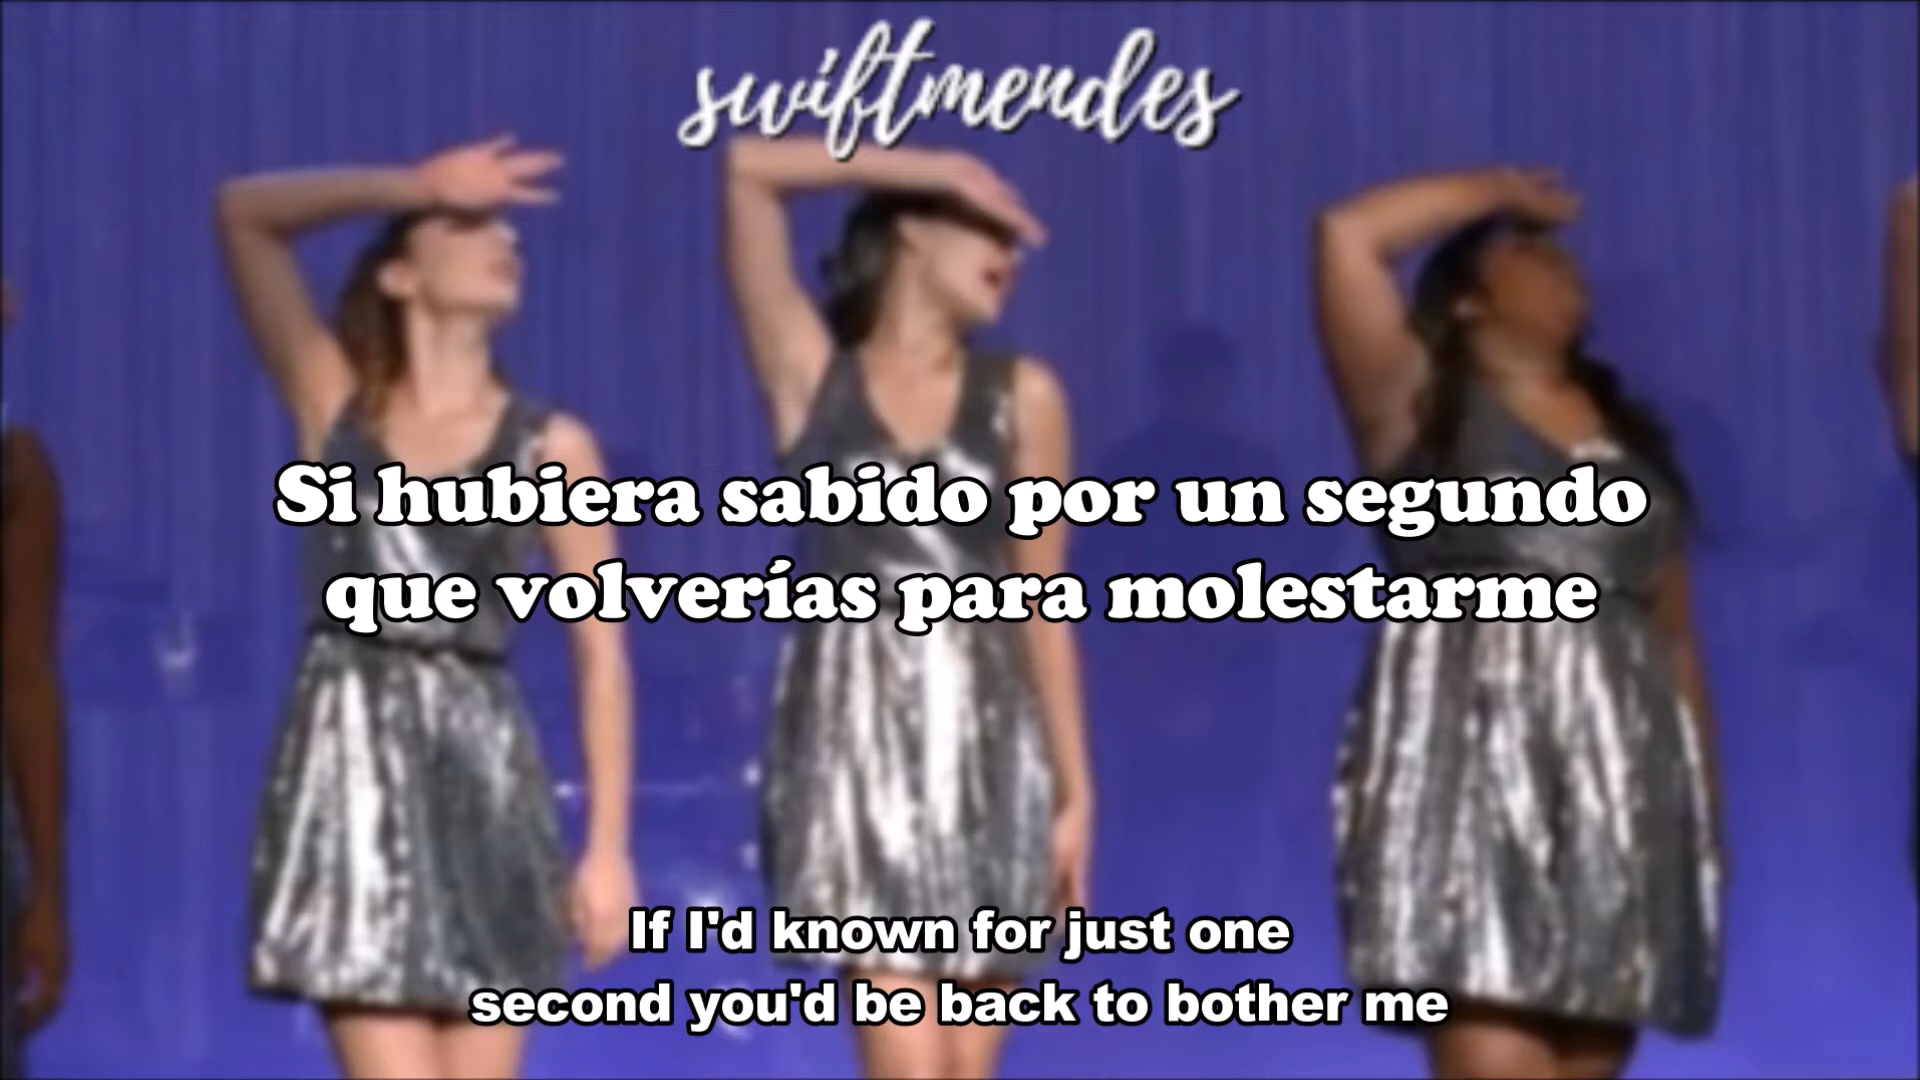 swiftmendes
Si hubiera sabido por un segundo
que volverías para molestarme
If I'd known for just one
second you'd be back to bother me